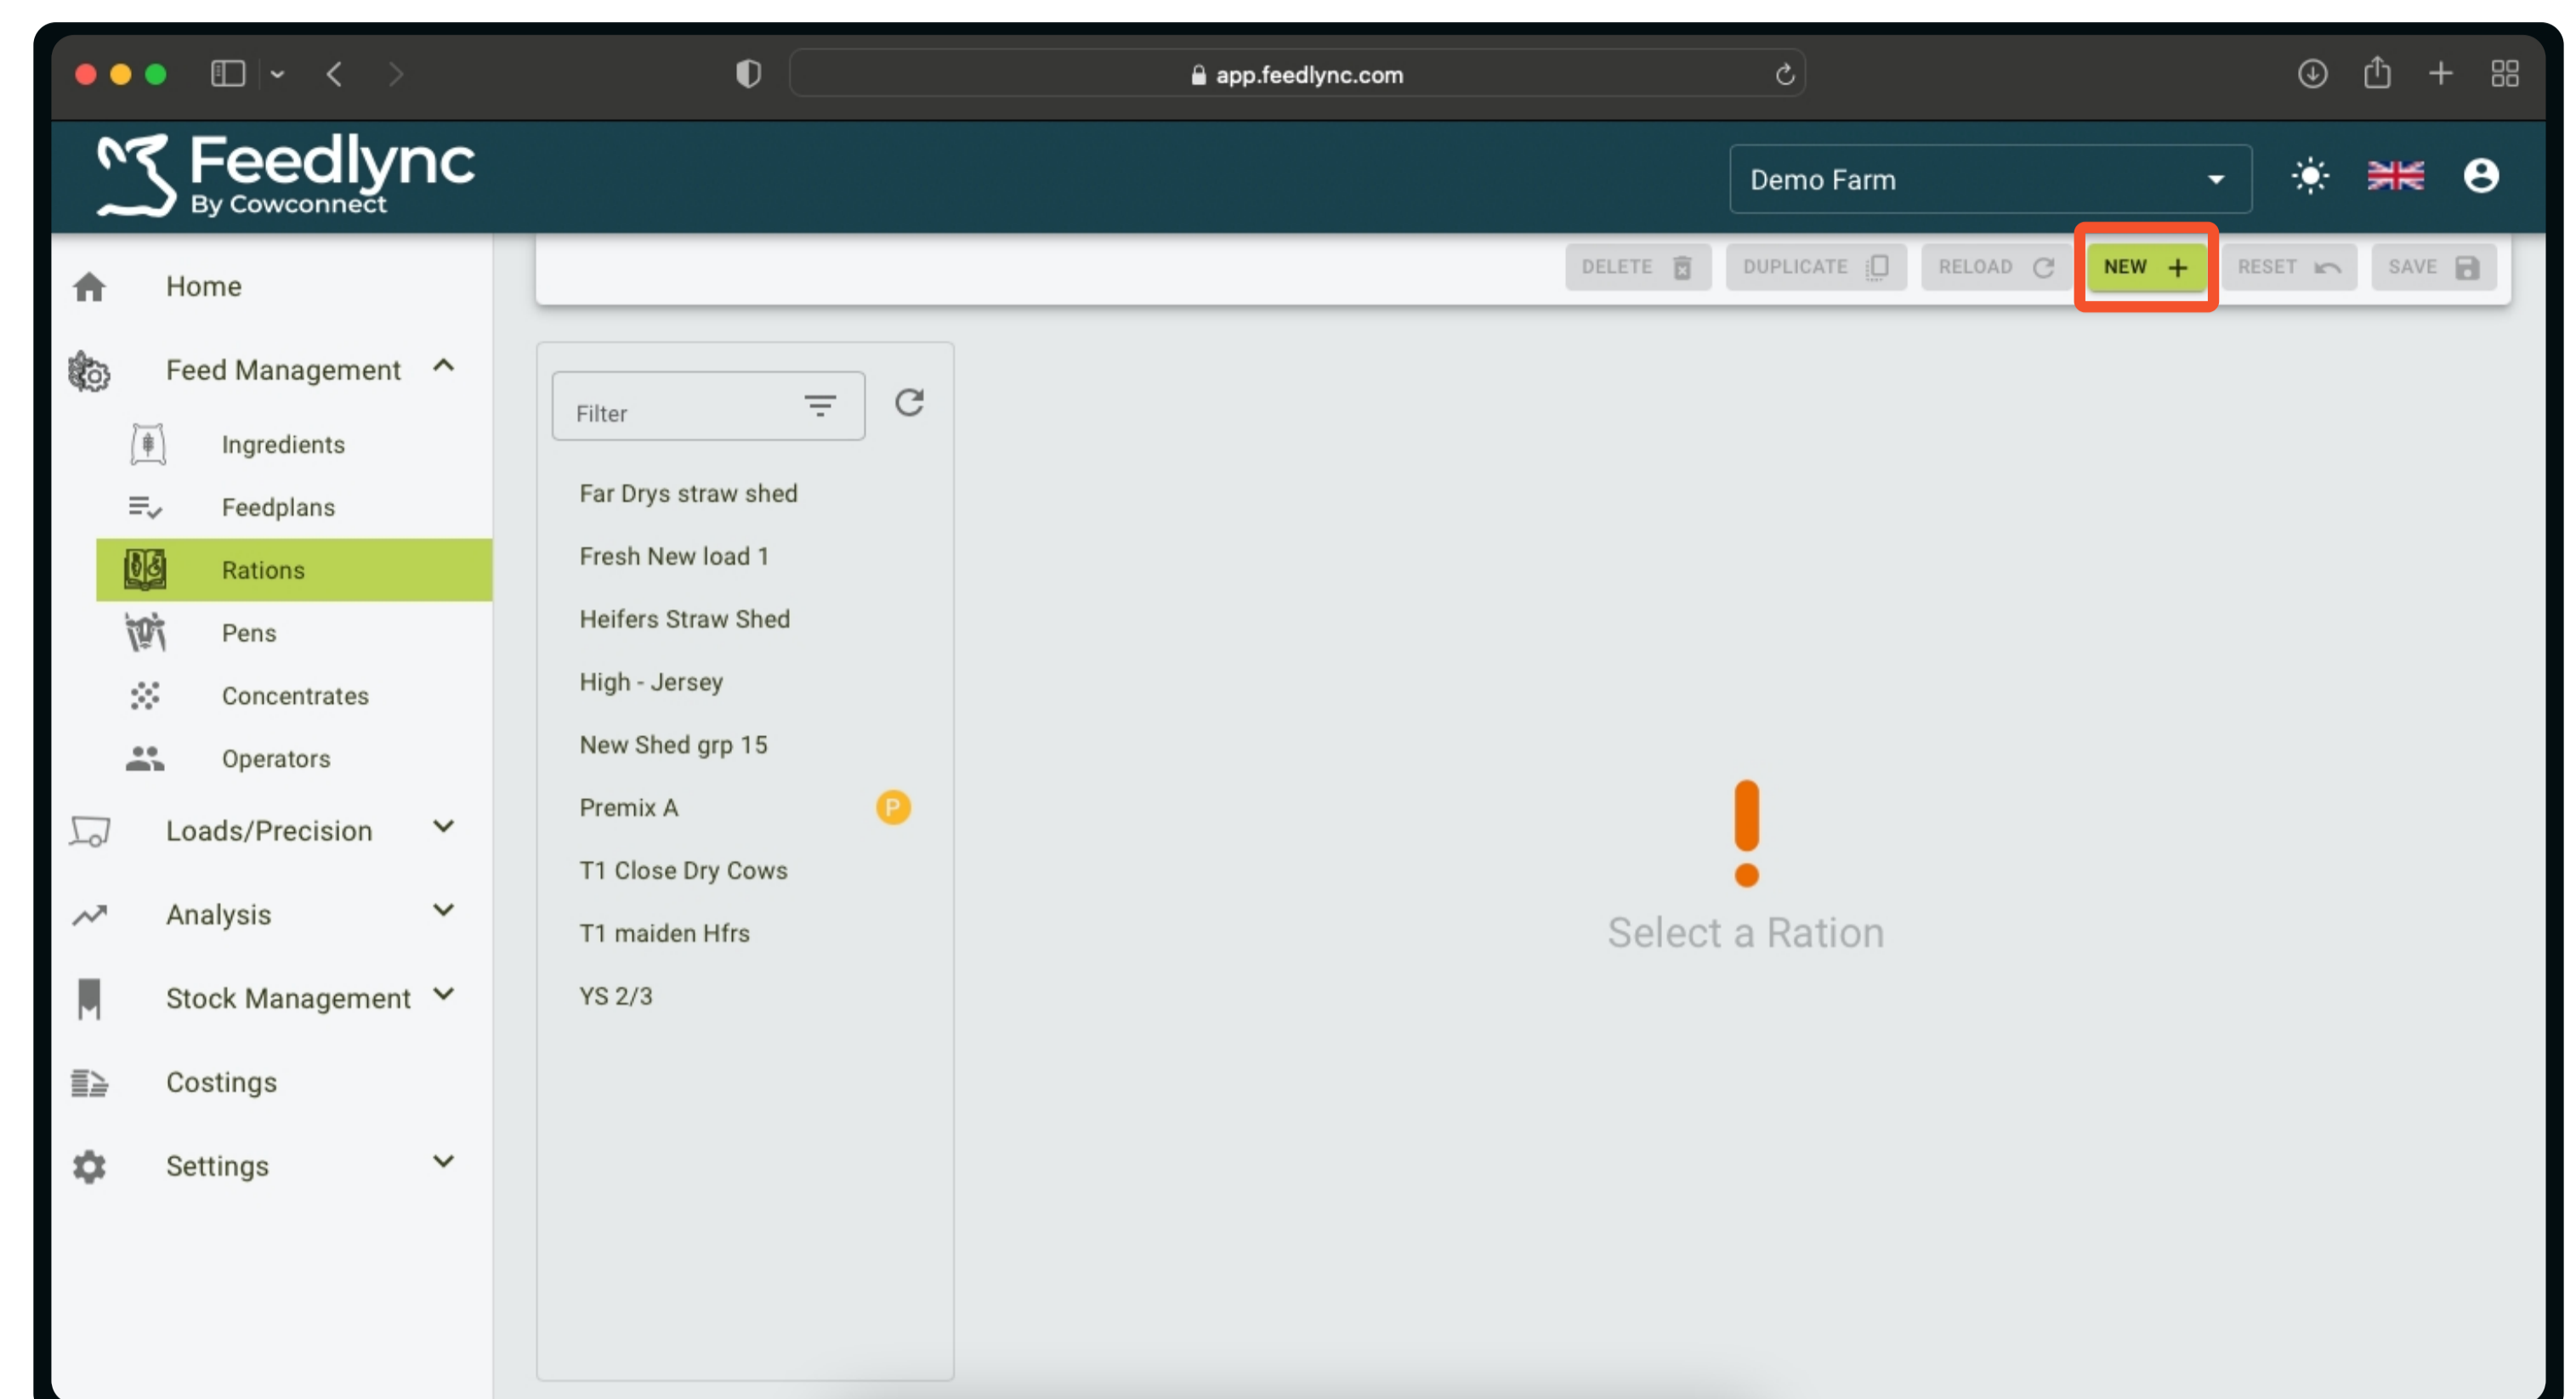 app.feedlync.com
Feedlync
By Cowconnect
Demo Farm
DELETE DUPLICATE RELOAD NEW + RESET SAVE
Home
Feed Management
Ingredients
Feedplans
Rations
Pens
Concentrates
Operators
Loads/Precision
Analysis
Stock Management
Costings
Settings
Filter
Far Drys straw shed
Fresh New load 1
Heifers Straw Shed
High - Jersey
New Shed grp 15
Premix A P
T1 Close Dry Cows
T1 maiden Hfrs
YS 2/3
Select a Ration